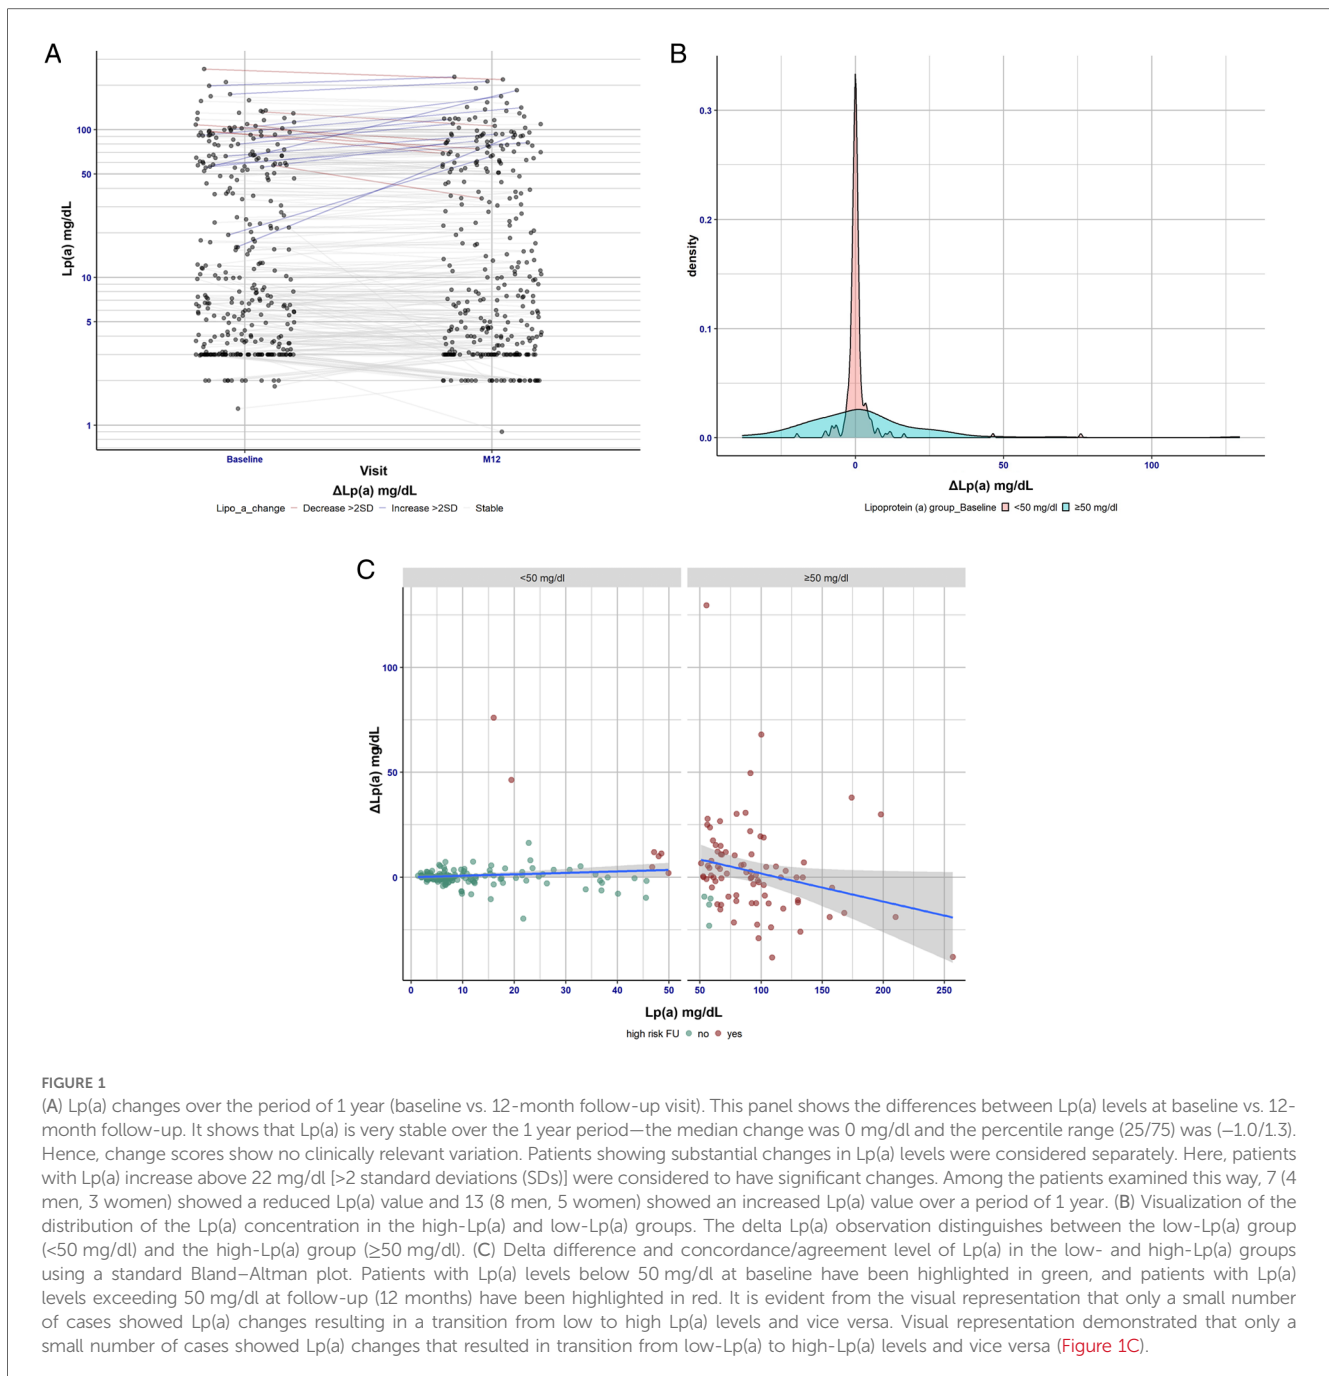 A
Lp(a) mg/dL
100
50
10
5
1
Baseline
M12
Visit
ΔLp(a) mg/dL
Lipo_a_change
Decrease >2SD
Increase >2SD
Stable
B
density
0.3
0.2
0.1
0.0
0
50
100
ΔLp(a) mg/dL
Lipoprotein (a) group_Baseline
<50 mg/dl
≥50 mg/dl
C
<50 mg/dl
≥50 mg/dl
ΔLp(a) mg/dL
100
50
0
0
10
20
30
40
50
50
100
150
200
250
Lp(a) mg/dL
high risk FU
no
yes
FIGURE 1
(A) Lp(a) changes over the period of 1 year (baseline vs. 12-month follow-up visit). This panel shows the differences between Lp(a) levels at baseline vs. 12-
month follow-up. It shows that Lp(a) is very stable over the 1 year period—the median change was 0 mg/dl and the percentile range (25/75) was (−1.0/1.3).
Hence, change scores show no clinically relevant variation. Patients showing substantial changes in Lp(a) levels were considered separately. Here, patients
with Lp(a) increase above 22 mg/dl [>2 standard deviations (SDs)] were considered to have significant changes. Among the patients examined this way, 7 (4
men, 3 women) showed a reduced Lp(a) value and 13 (8 men, 5 women) showed an increased Lp(a) value over a period of 1 year. (B) Visualization of the
distribution of the Lp(a) concentration in the high-Lp(a) and low-Lp(a) groups. The delta Lp(a) observation distinguishes between the low-Lp(a) group
(<50 mg/dl) and the high-Lp(a) group (≥50 mg/dl). (C) Delta difference and concordance/agreement level of Lp(a) in the low- and high-Lp(a) groups
using a standard Bland–Altman plot. Patients with Lp(a) levels below 50 mg/dl at baseline have been highlighted in green, and patients with Lp(a)
levels exceeding 50 mg/dl at follow-up (12 months) have been highlighted in red. It is evident from the visual representation that only a small number
of cases showed Lp(a) changes resulting in a transition from low to high Lp(a) levels and vice versa. Visual representation demonstrated that only a
small number of cases showed Lp(a) changes that resulted in transition from low-Lp(a) to high-Lp(a) levels and vice versa (Figure 1C).